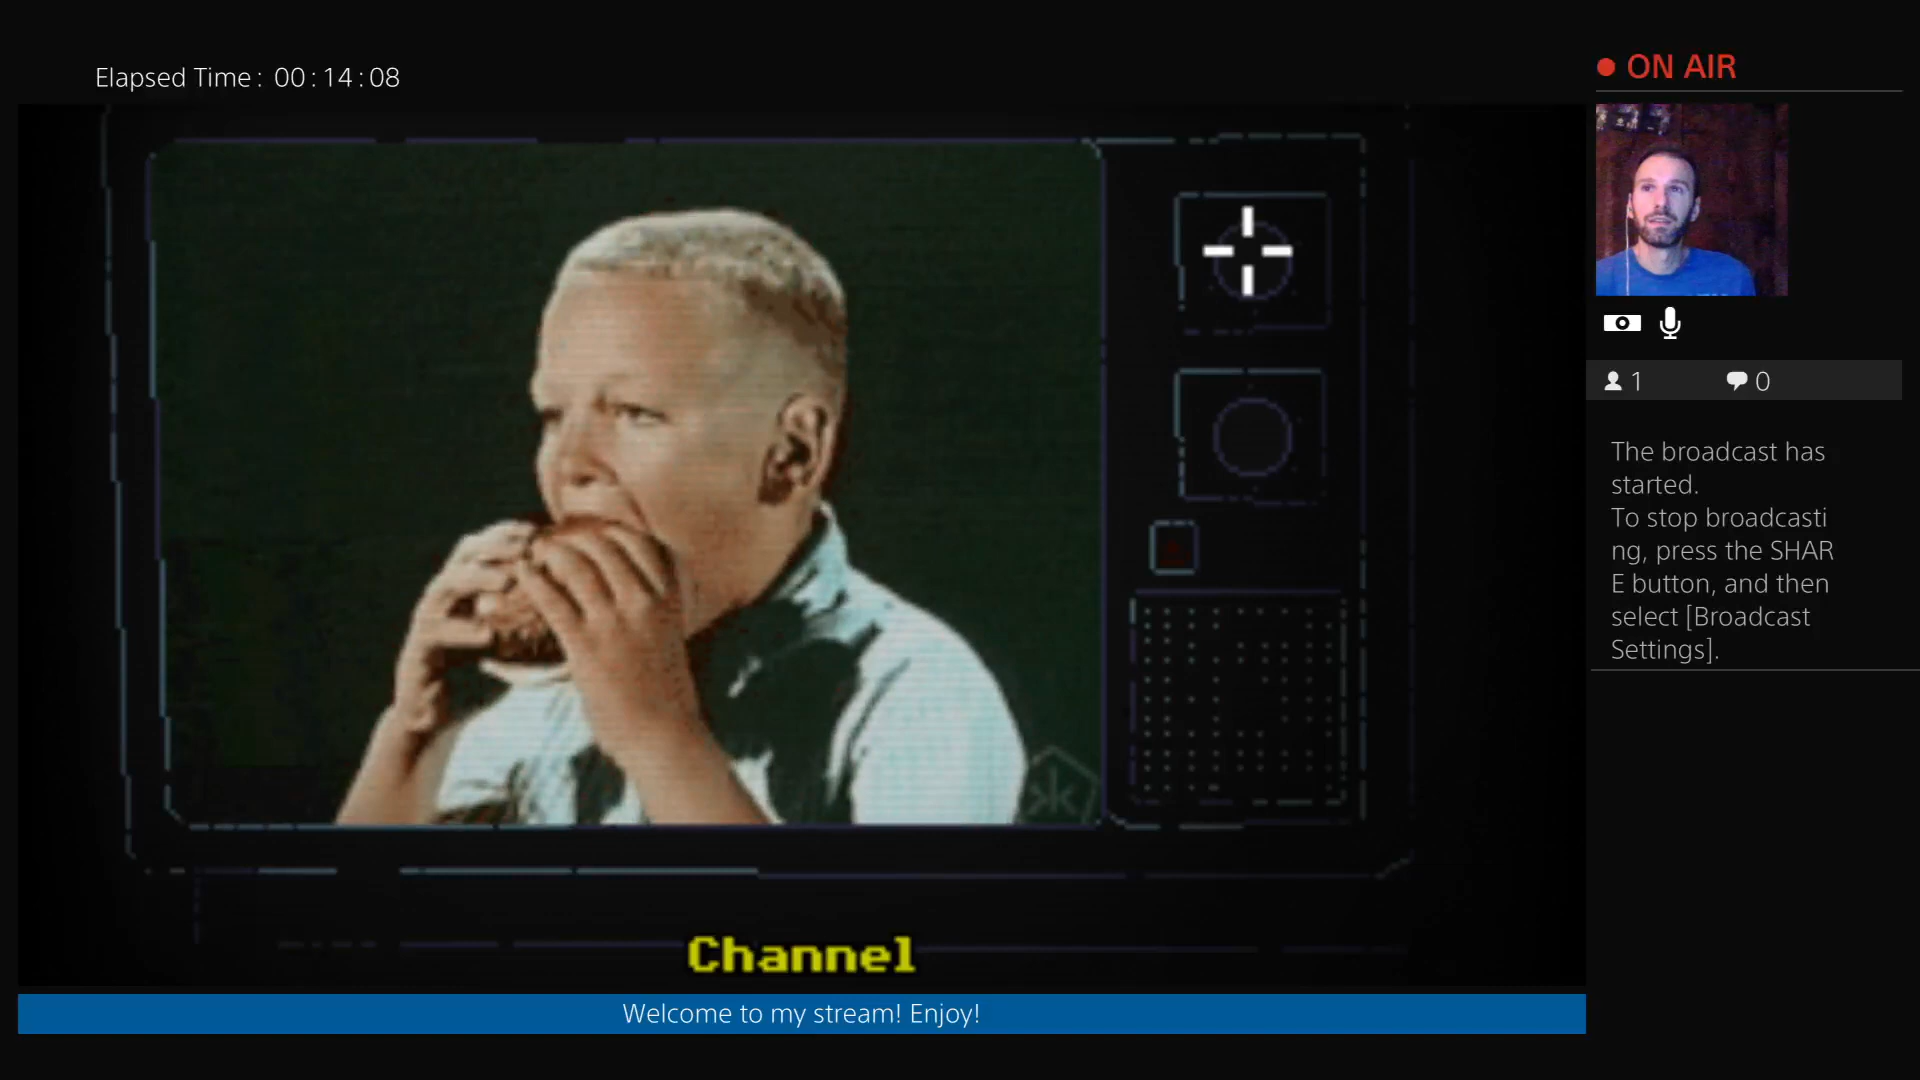 Elapsed Time: 00:14:08
ON AIR
1
0
The broadcast has
started.
To stop broadcasti
ng, press the SHAR
E button, and then
select [Broadcast
Settings].
Channel
Welcome to my stream! Enjoy!